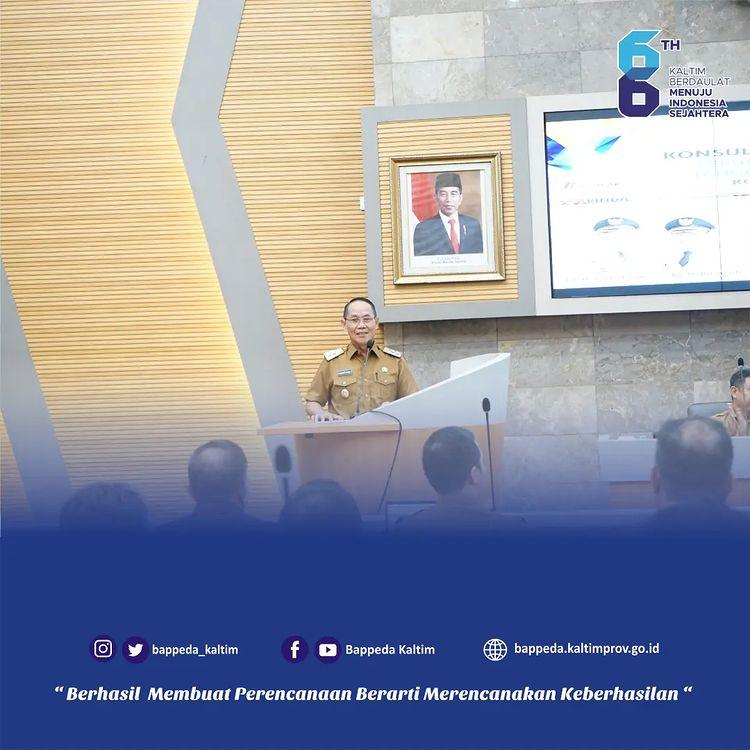 66TH
KALTIM
BERDAULAT
MENUJU
INDONESIA
SEJAHTERA
KONSUL
bappeda_kaltim
Bappeda Kaltim
bappeda.kaltimprov.go.id
“ Berhasil Membuat Perencanaan Berarti Merencanakan Keberhasilan “